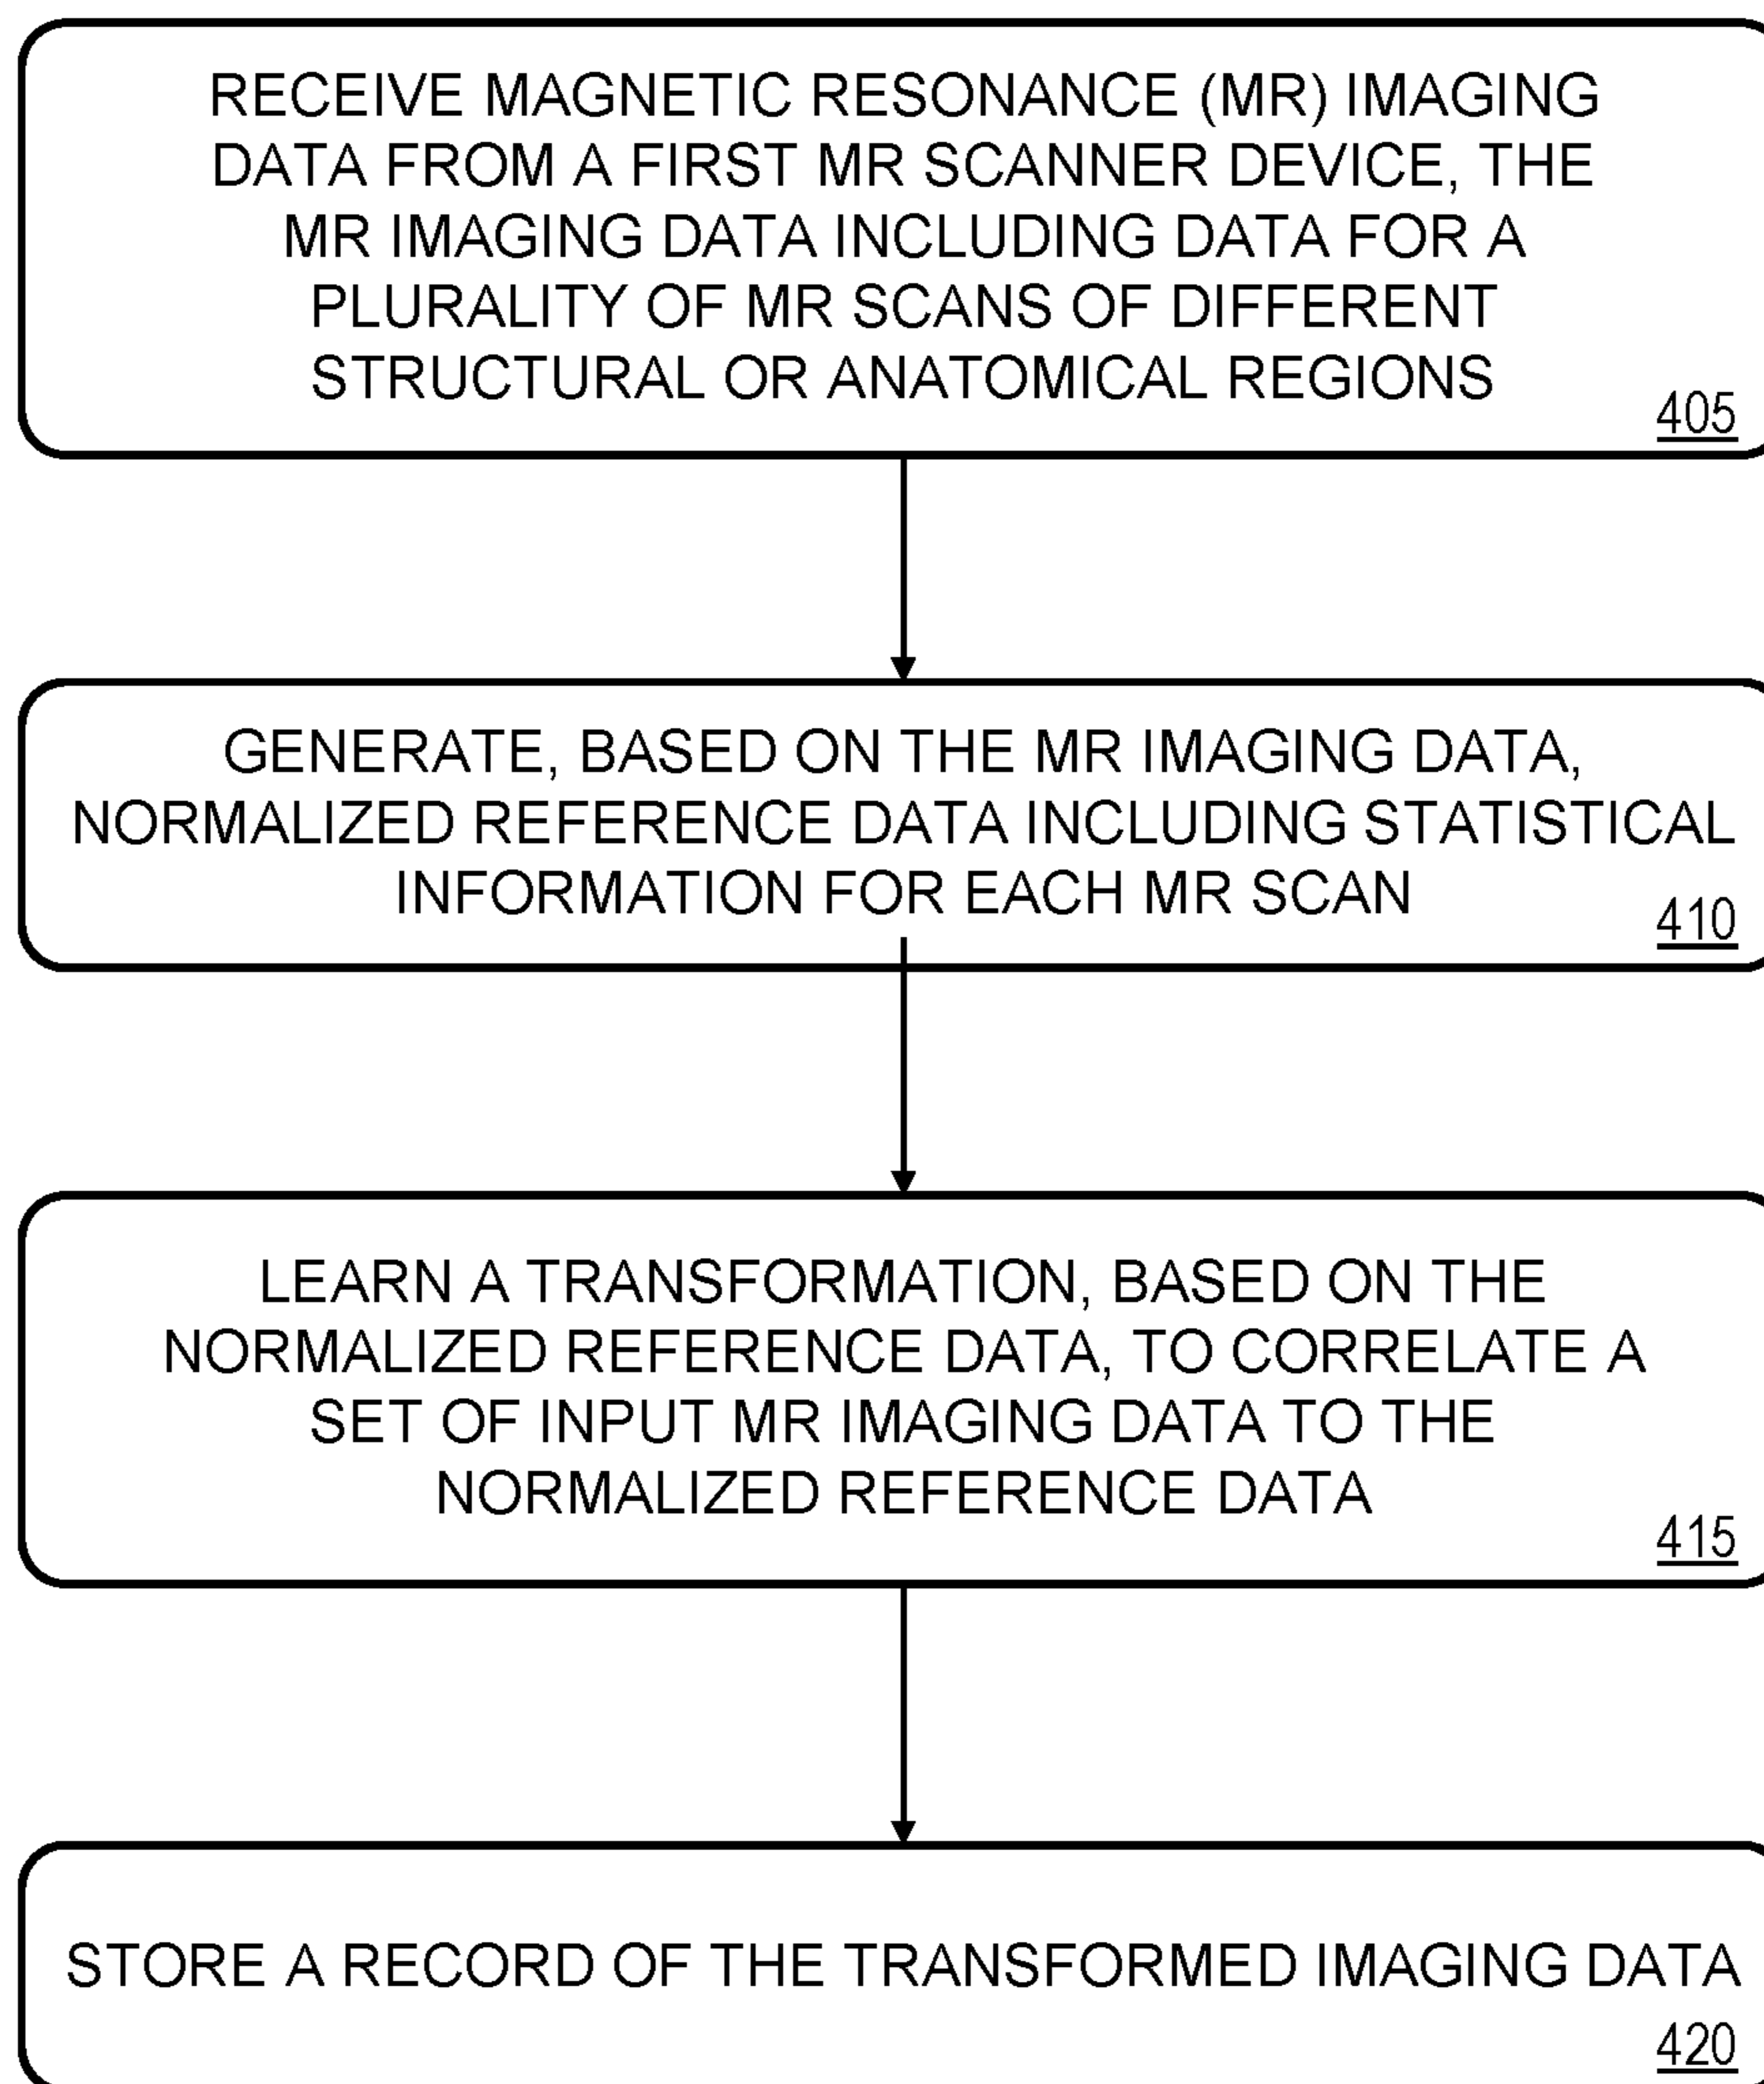 RECEIVE MAGNETIC RESONANCE (MR) IMAGING
DATA FROM A FIRST MR SCANNER DEVICE, THE
MR IMAGING DATA INCLUDING DATA FOR A
PLURALITY OF MR SCANS OF DIFFERENT
STRUCTURAL OR ANATOMICAL REGIONS
405
GENERATE, BASED ON THE MR IMAGING DATA,
NORMALIZED REFERENCE DATA INCLUDING STATISTICAL
INFORMATION FOR EACH MR SCAN
410
LEARN A TRANSFORMATION, BASED ON THE
NORMALIZED REFERENCE DATA, TO CORRELATE A
SET OF INPUT MR IMAGING DATA TO THE
NORMALIZED REFERENCE DATA
415
STORE A RECORD OF THE TRANSFORMED IMAGING DATA
420